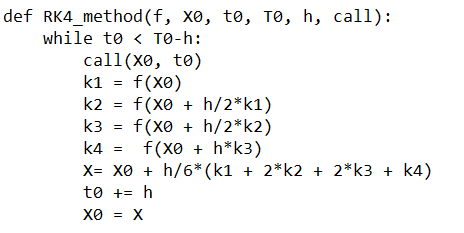 def RK4_method(f, X0, t0, T0, h, call):
    while t0 < T0-h:
        call(X0, t0)
        k1 = f(X0)
        k2 = f(X0 + h/2*k1)
        k3 = f(X0 + h/2*k2)
        k4 =  f(X0 + h*k3)
        X= X0 + h/6*(k1 + 2*k2 + 2*k3 + k4)
        t0 += h
        X0 = X